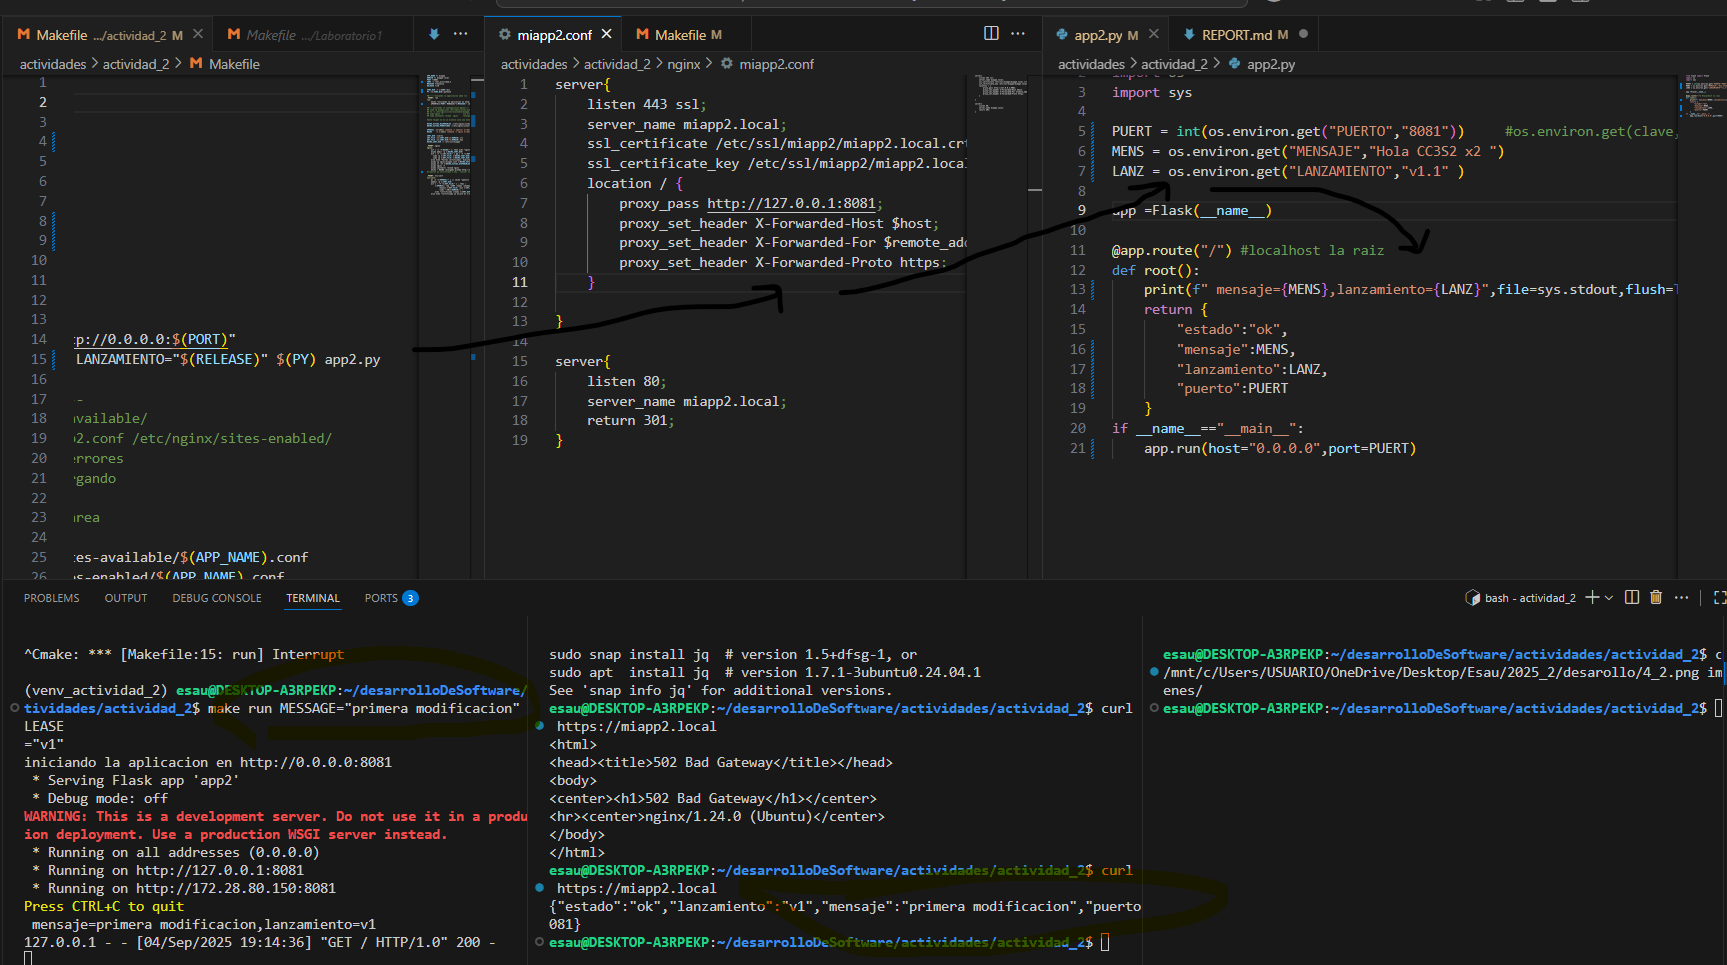 Makefile .../actividad_2 M
Makefile .../Laboratorio1
miapp2.conf
Makefile M
app2.py M
REPORT.md M
actividades > actividad_2 > Makefile
actividades > actividad_2 > nginx > miapp2.conf
actividades > actividad_2 > app2.py
1
2
3
4
5
6
7
8
9
10
11
12
13
14 :p://0.0.0.0:$(PORT)"
15 LANZAMIENTO="$(RELEASE)" $(PY) app2.py
16
17 -
18 available/
19 p2.conf /etc/nginx/sites-enabled/
20 errores
21 rgando
22
23 area
24
25 :es-available/$(APP_NAME).conf
26 s-enabled/$(APP_NAME).conf
1 server{
2 listen 443 ssl;
3 server_name miapp2.local;
4 ssl_certificate /etc/ssl/miapp2/miapp2.local.crt
5 ssl_certificate_key /etc/ssl/miapp2/miapp2.loca
6 location / {
7 proxy_pass http://127.0.0.1:8081;
8 proxy_set_header X-Forwarded-Host $host;
9 proxy_set_header X-Forwarded-For $remote_add
10 proxy_set_header X-Forwarded-Proto https;
11 }
12
13 }
14
15 server{
16 listen 80;
17 server_name miapp2.local;
18 return 301;
19 }
2 import os
3 import sys
4
5 PUERT = int(os.environ.get("PUERTO","8081")) #os.environ.get(clave,
6 MENS = os.environ.get("MENSAJE","Hola CC3S2 x2 ")
7 LANZ = os.environ.get("LANZAMIENTO","v1.1" )
8
9 app =Flask(__name__)
10
11 @app.route("/") #localhost la raiz
12 def root():
13 print(f" mensaje={MENS},lanzamiento={LANZ}",file=sys.stdout,flush=T
14 return {
15 "estado":"ok",
16 "mensaje":MENS,
17 "lanzamiento":LANZ,
18 "puerto":PUERT
19 }
20 if __name__=="__main__":
21 app.run(host="0.0.0.0",port=PUERT)
PROBLEMS OUTPUT DEBUG CONSOLE TERMINAL PORTS 3
bash - actividad_2
^Cmake: *** [Makefile:15: run] Interrupt
(venv_actividad_2) esau@DESKTOP-A3RPEKP:~/desarrolloDeSoftware/
tividades/actividad_2$ make run MESSAGE="primera modificacion"
LEASE
="v1"
iniciando la aplicacion en http://0.0.0.0:8081
* Serving Flask app 'app2'
* Debug mode: off
WARNING: This is a development server. Do not use it in a produ
ion deployment. Use a production WSGI server instead.
* Running on all addresses (0.0.0.0)
* Running on http://127.0.0.1:8081
* Running on http://172.28.80.150:8081
Press CTRL+C to quit
mensaje=primera modificacion,lanzamiento=v1
127.0.0.1 - - [04/Sep/2025 19:14:36] "GET / HTTP/1.0" 200 -
sudo snap install jq # version 1.5+dfsg-1, or
sudo apt install jq # version 1.7.1-3ubuntu0.24.04.1
See 'snap info jq' for additional versions.
esau@DESKTOP-A3RPEKP:~/desarrolloDeSoftware/actividades/actividad_2$ curl
https://miapp2.local
<html>
<head><title>502 Bad Gateway</title></head>
<body>
<center><h1>502 Bad Gateway</h1></center>
<hr><center>nginx/1.24.0 (Ubuntu)</center>
</body>
</html>
esau@DESKTOP-A3RPEKP:~/desarrolloDeSoftware/actividades/actividad_2$ curl
https://miapp2.local
{"estado":"ok","lanzamiento":"v1","mensaje":"primera modificacion","puerto
081}
esau@DESKTOP-A3RPEKP:~/desarrolloDeSoftware/actividades/actividad_2$
esau@DESKTOP-A3RPEKP:~/desarrolloDeSoftware/actividades/actividad_2$ c
/mnt/c/Users/USUARIO/OneDrive/Desktop/Esau/2025_2/desarollo/4_2.png im
enes/
esau@DESKTOP-A3RPEKP:~/desarrolloDeSoftware/actividades/actividad_2$